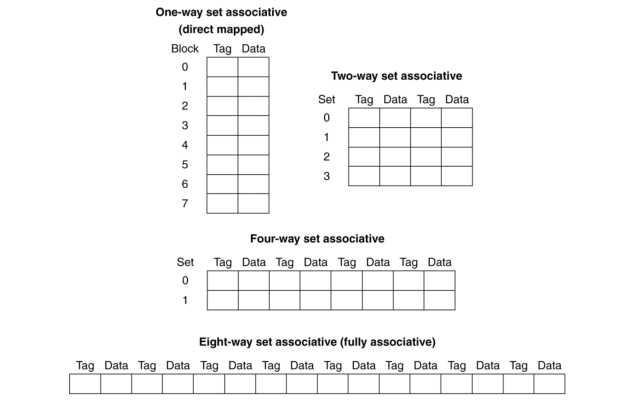 One-way set associative
(direct mapped)
Block Tag Data
0
1
2
3
4
5
6
7
Two-way set associative
Set Tag Data Tag Data
0
1
2
3
Four-way set associative
Set Tag Data Tag Data Tag Data Tag Data
0
1
Eight-way set associative (fully associative)
Tag Data Tag Data Tag Data Tag Data Tag Data Tag Data Tag Data Tag Data